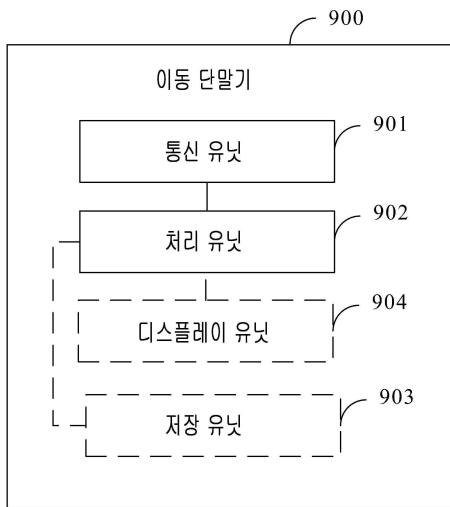 900
이동 단말기
901
통신 유닛
902
처리 유닛
904
디스플레이 유닛
903
저장 유닛